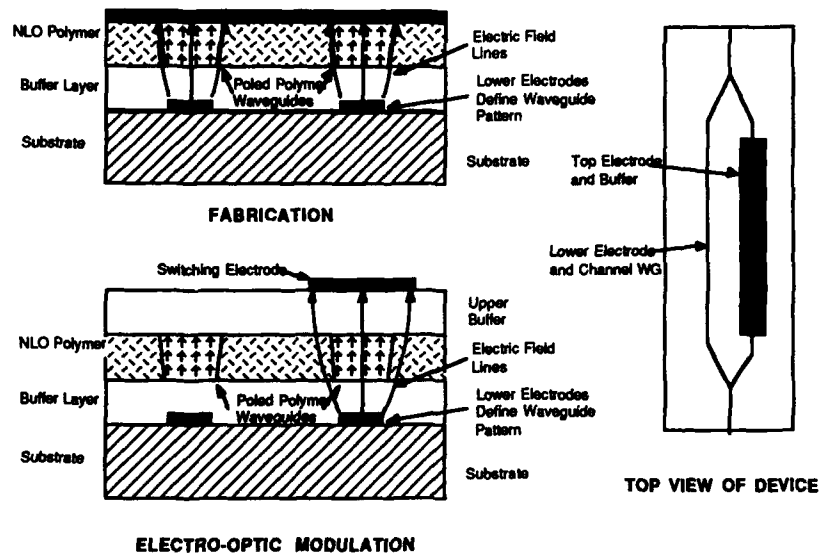 NLO Polymer
Buffer Layer
Substrate
Poled Polymer
Waveguides
Electric Field
Lines
Lower Electrodes
Define Waveguide
Pattern
Substrate
FABRICATION
Switching Electrode
NLO Polymer
Buffer Layer
Substrate
Poled Polymer
Waveguides
Upper
Buffer
Electric Field
Lines
Lower Electrodes
Define Waveguide
Pattern
Substrate
ELECTRO-OPTIC MODULATION
Top Electrode
and Buffer
Lower Electrode
and Channel WG
TOP VIEW OF DEVICE